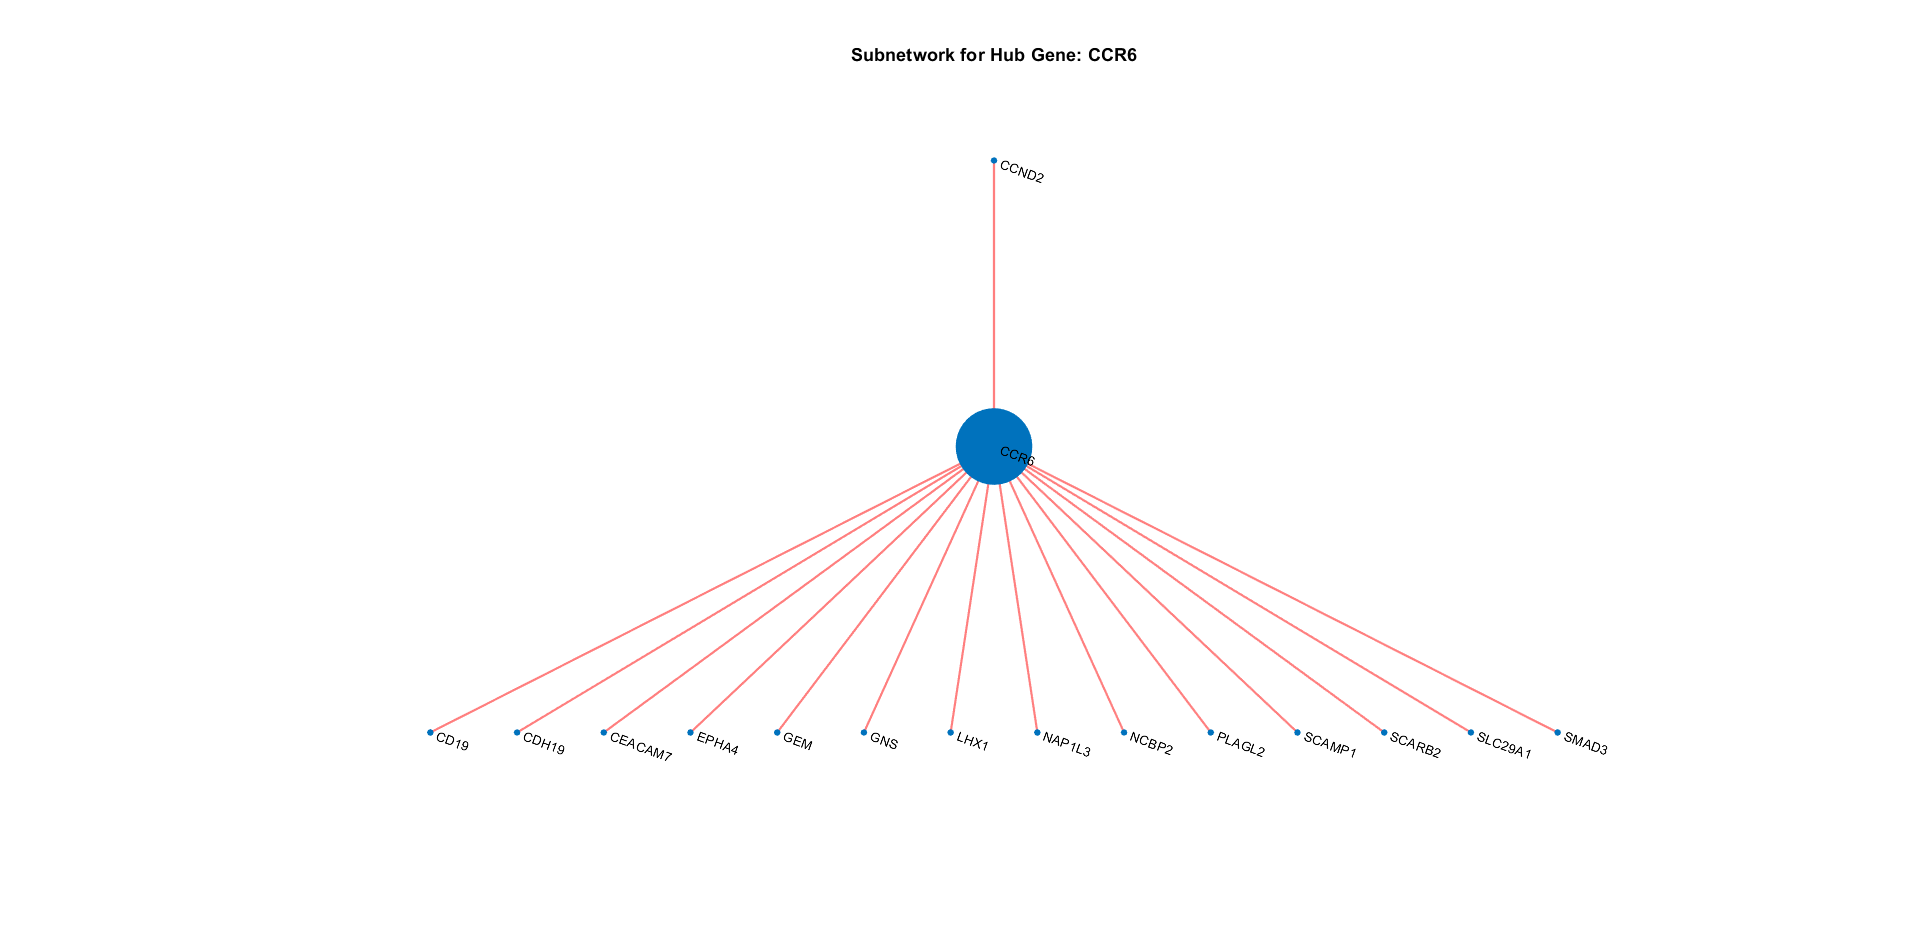 Subnetwork for Hub Gene: CCR6
CCND2
CCR6
CD19
CDH19
CEACAM7
EPHA4
GEM
GNS
LHX1
NAP1L3
NCBP2
PLAGL2
SCAMP1
SCARB2
SLC29A1
SMAD3